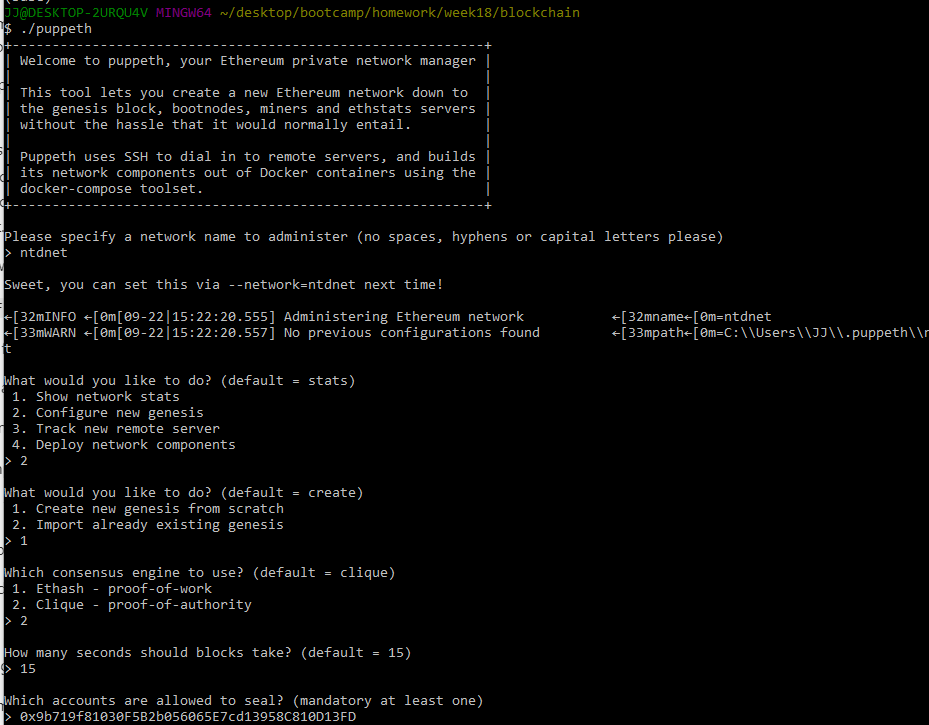 JJ@DESKTOP-2URQU4V MINGW64 ~/desktop/bootcamp/homework/week18/blockchain
$ ./puppeth
+-----------------------------------------------------------+
| Welcome to puppeth, your Ethereum private network manager |
|                                                           |
| This tool lets you create a new Ethereum network down to  |
| the genesis block, bootnodes, miners and ethstats servers |
| without the hassle that it would normally entail.         |
|                                                           |
| Puppeth uses SSH to dial in to remote servers, and builds |
| its network components out of Docker containers using the |
| docker-compose toolset.                                   |
+-----------------------------------------------------------+
Please specify a network name to administer (no spaces, hyphens or capital letters please)
> ntdnet
Sweet, you can set this via --network=ntdnet next time!
←[32mINFO ←[0m[09-22|15:22:20.555] Administering Ethereum network           ←[32mname←[0m=ntdnet
←[33mWARN ←[0m[09-22|15:22:20.557] No previous configurations found         ←[33mpath←[0m=C:\\Users\\JJ\\.puppeth\\n
t
What would you like to do? (default = stats)
 1. Show network stats
 2. Configure new genesis
 3. Track new remote server
 4. Deploy network components
> 2
What would you like to do? (default = create)
 1. Create new genesis from scratch
 2. Import already existing genesis
> 1
Which consensus engine to use? (default = clique)
 1. Ethash - proof-of-work
 2. Clique - proof-of-authority
> 2
How many seconds should blocks take? (default = 15)
> 15
Which accounts are allowed to seal? (mandatory at least one)
> 0x9b719f81030F5B2b056065E7cd13958C810D13FD